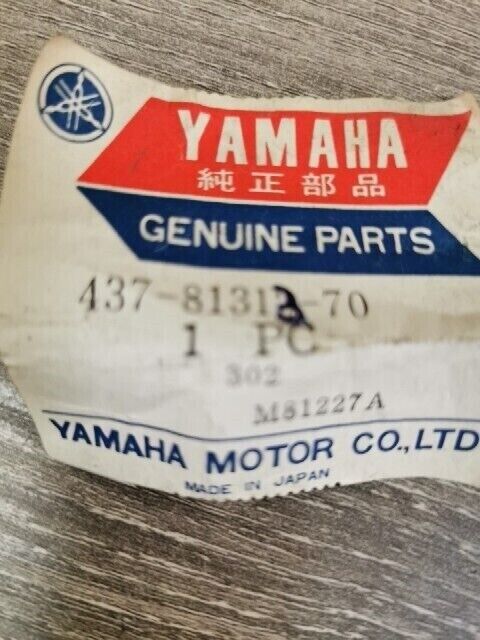 YAMAHA
純正部品
GENUINE PARTS
437-81312-70
1 PC
302
M81227A
YAMAHA MOTOR CO.,LTD
MADE IN JAPAN